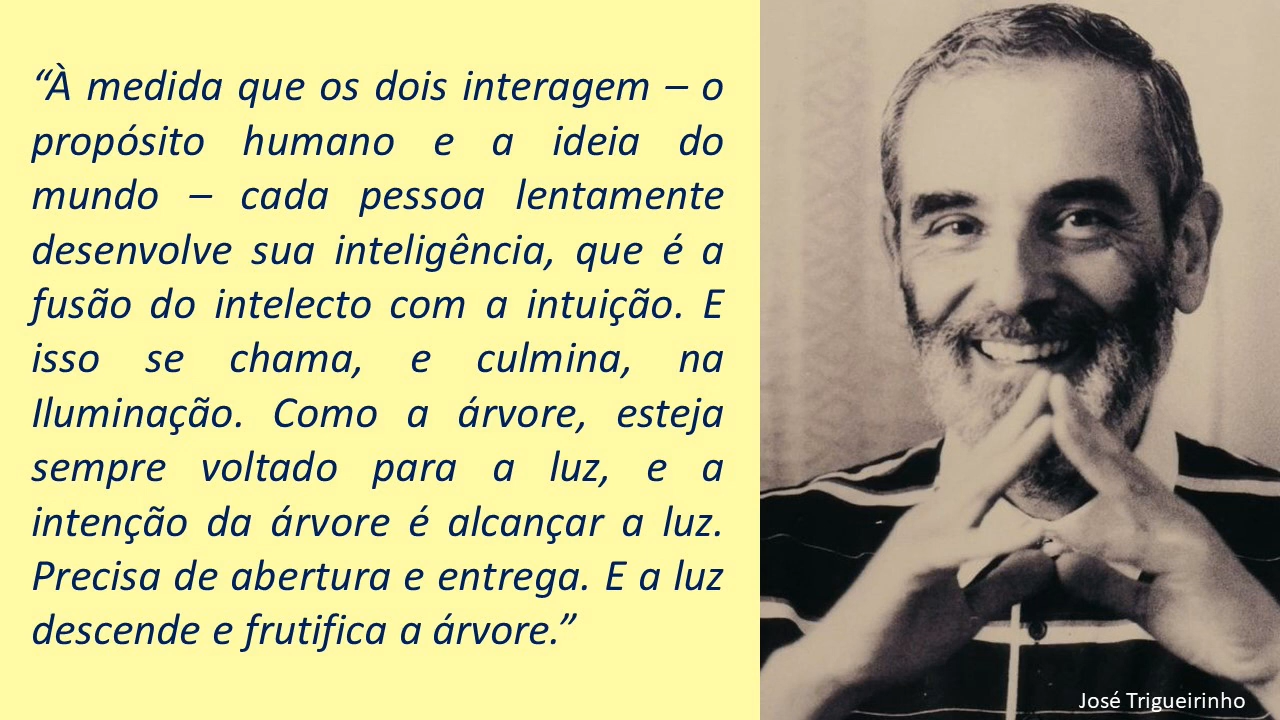 “À medida que os dois interagem – o
propósito humano e a ideia do
mundo – cada pessoa lentamente
desenvolve sua inteligência, que é a
fusão do intelecto com a intuição. E
isso se chama, e culmina, na
Iluminação. Como a árvore, esteja
sempre voltado para a luz, e a
intenção da árvore é alcançar a luz.
Precisa de abertura e entrega. E a luz
descende e frutifica a árvore.”
José Trigueirinho